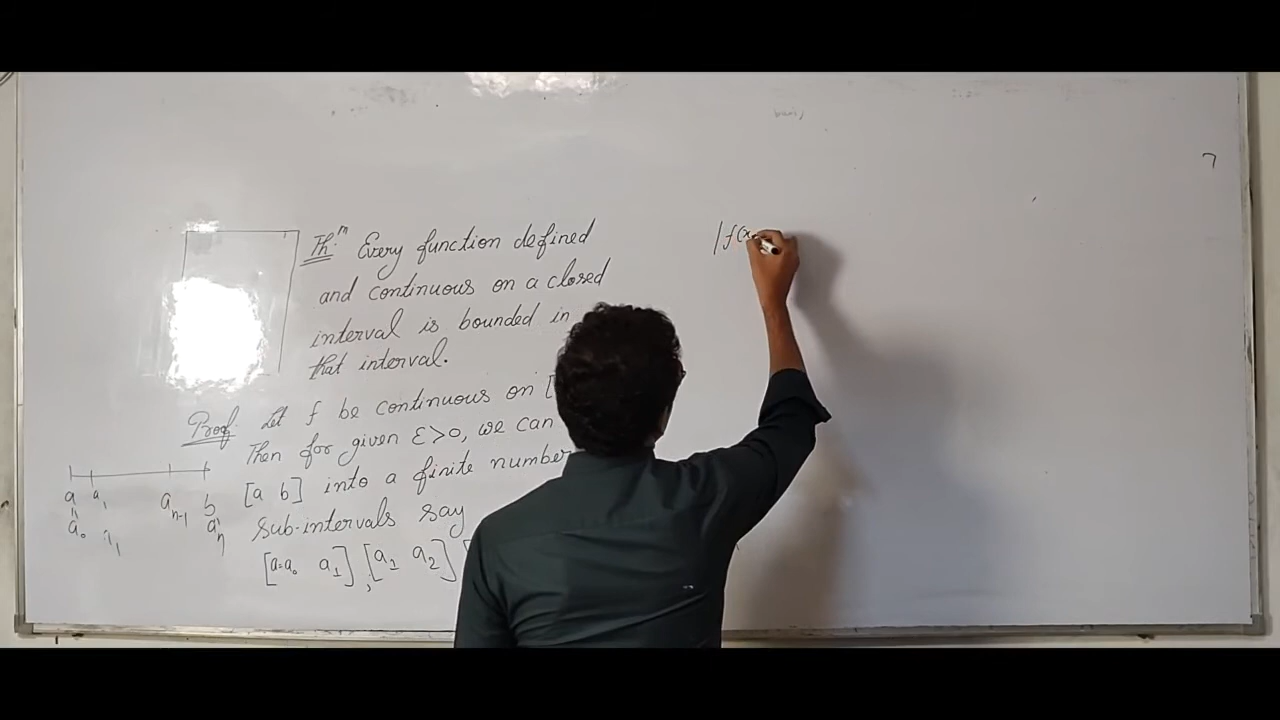 Th.ᵐ Every function defined
and continuous on a closed
interval is bounded in
that interval.
Proof Let f be continuous on [
Then for given ε>0, we can
[a b] into a finite number
Sub-intervals say
[a=a₀ a₁], [a₁ a₂] [
a a₁ aₙ₋₁ b
a₀ aₙ
|f(x